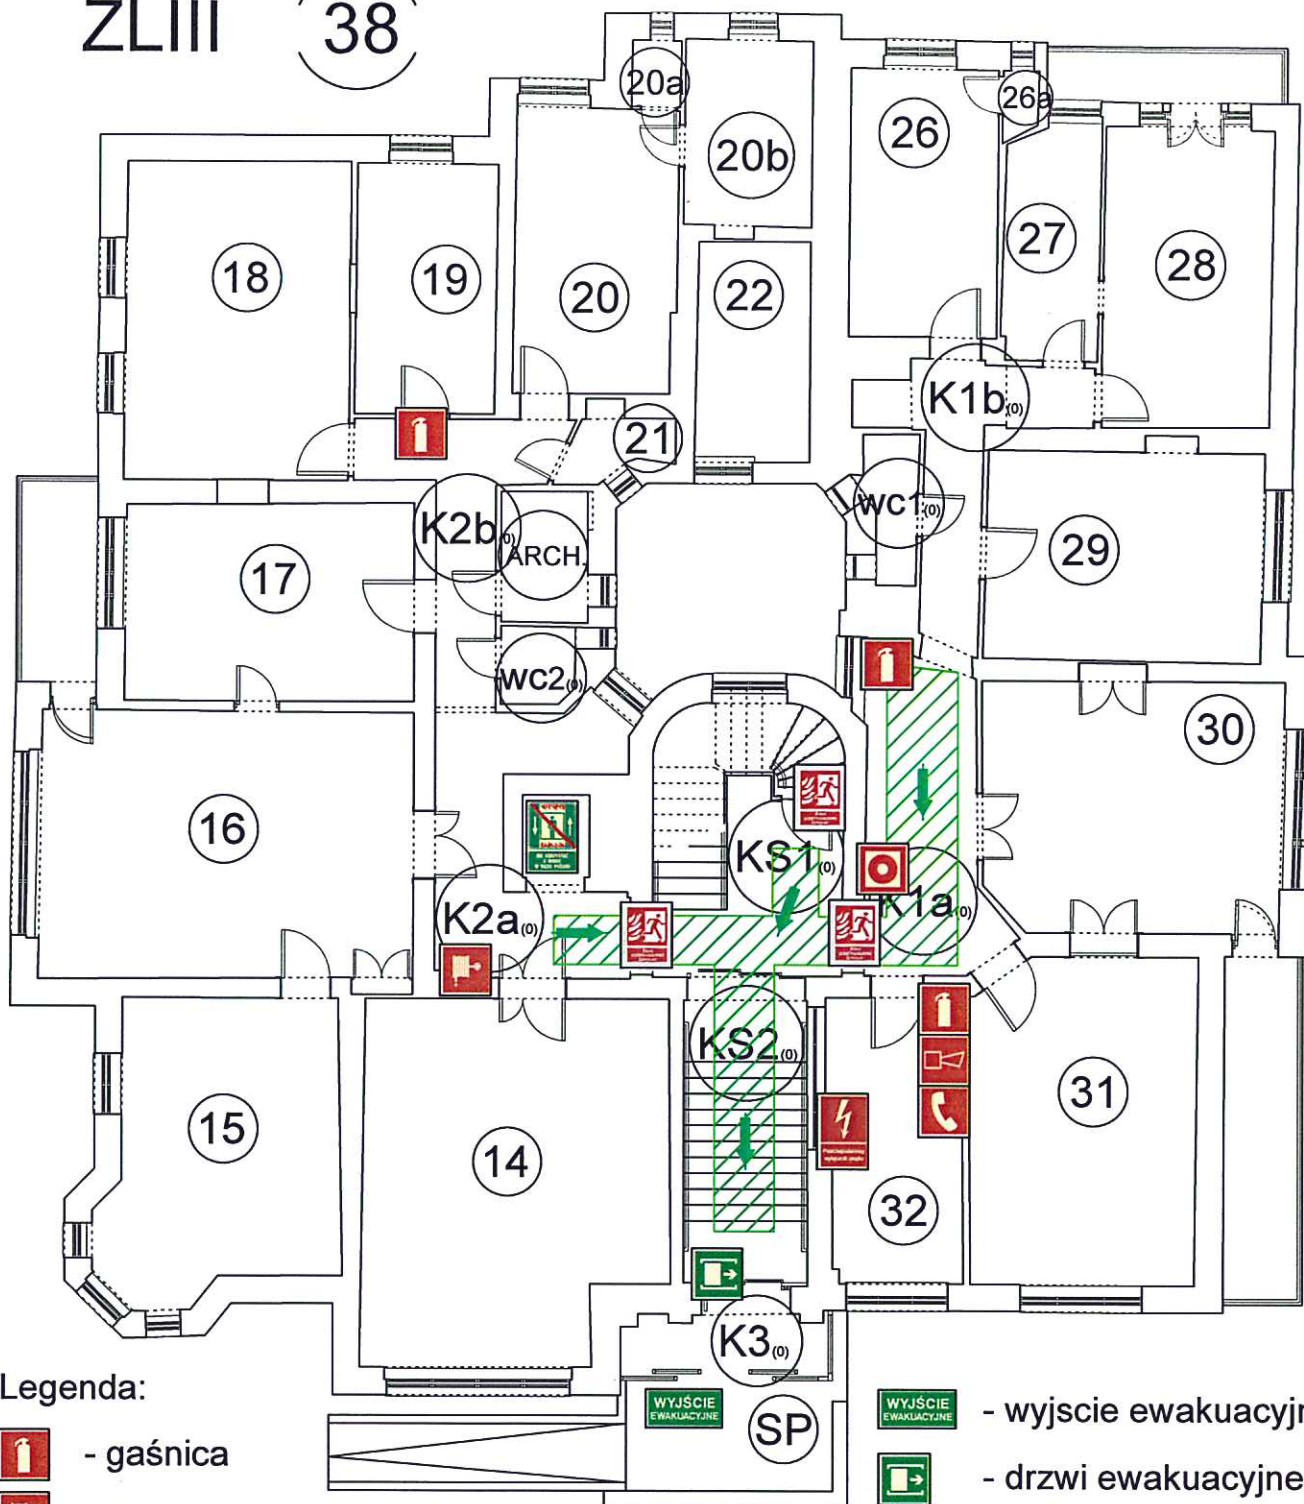 ZLIII
38
20a
20b
26
26a
18
19
20
22
27
28
K1b(0)
21
K2b(0)
ARCH.
WC1(0)
17
29
WC2(0)
30
16
KS1(0)
K2a(0)
K1a(0)
KS2(0)
15
14
31
32
K3(0)
Legenda:
WYJŚCIE
EWAKUACYJNE
SP
WYJŚCIE
EWAKUACYJNE
- wyjscie ewakuacyj
- gaśnica
- drzwi ewakuacyjne